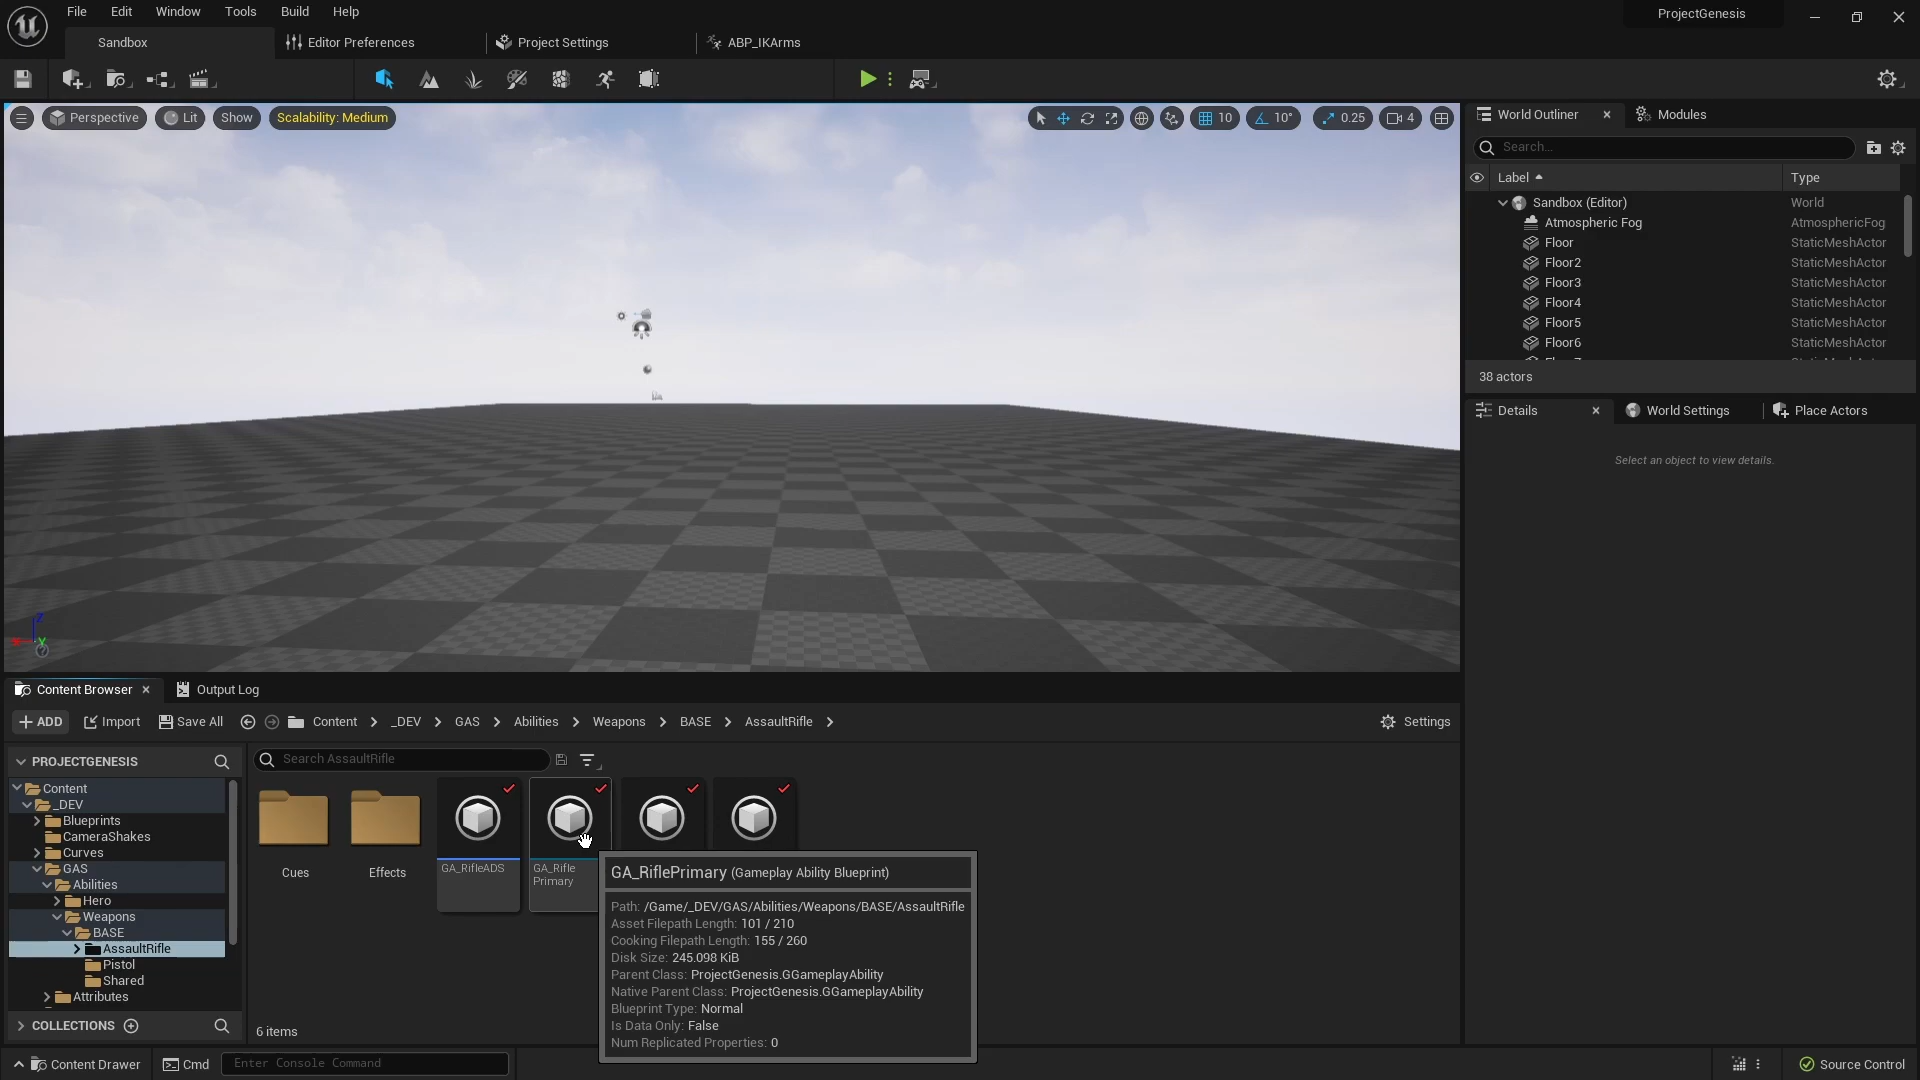 File Edit Window Tools Build Help
ProjectGenesis
Sandbox
Editor Preferences
Project Settings
ABP_IKArms
Perspective
Lit
Show
Scalability: Medium
10
10°
0.25
4
World Outliner
Modules
Search...
Label
Type
Sandbox (Editor) World
Atmospheric Fog AtmosphericFog
Floor StaticMeshActor
Floor2 StaticMeshActor
Floor3 StaticMeshActor
Floor4 StaticMeshActor
Floor5 StaticMeshActor
Floor6 StaticMeshActor
38 actors
Details
World Settings
Place Actors
Select an object to view details.
Z
Y
Content Browser
Output Log
ADD
Import
Save All
Content > _DEV > GAS > Abilities > Weapons > BASE > AssaultRifle >
Settings
PROJECTGENESIS
Search AssaultRifle
Content
_DEV
Blueprints
CameraShakes
Curves
GAS
Abilities
Hero
Weapons
BASE
AssaultRifle
Pistol
Shared
Attributes
COLLECTIONS
Cues
Effects
GA_RifleADS
GA_Rifle
Primary
GA_RiflePrimary (Gameplay Ability Blueprint)
Path: /Game/_DEV/GAS/Abilities/Weapons/BASE/AssaultRifle
Asset Filepath Length: 101 / 210
Cooking Filepath Length: 155 / 260
Disk Size: 245.098 KiB
Parent Class: ProjectGenesis.GGameplayAbility
Native Parent Class: ProjectGenesis.GGameplayAbility
Blueprint Type: Normal
Is Data Only: False
Num Replicated Properties: 0
6 items
Content Drawer
Cmd
Enter Console Command
Source Control